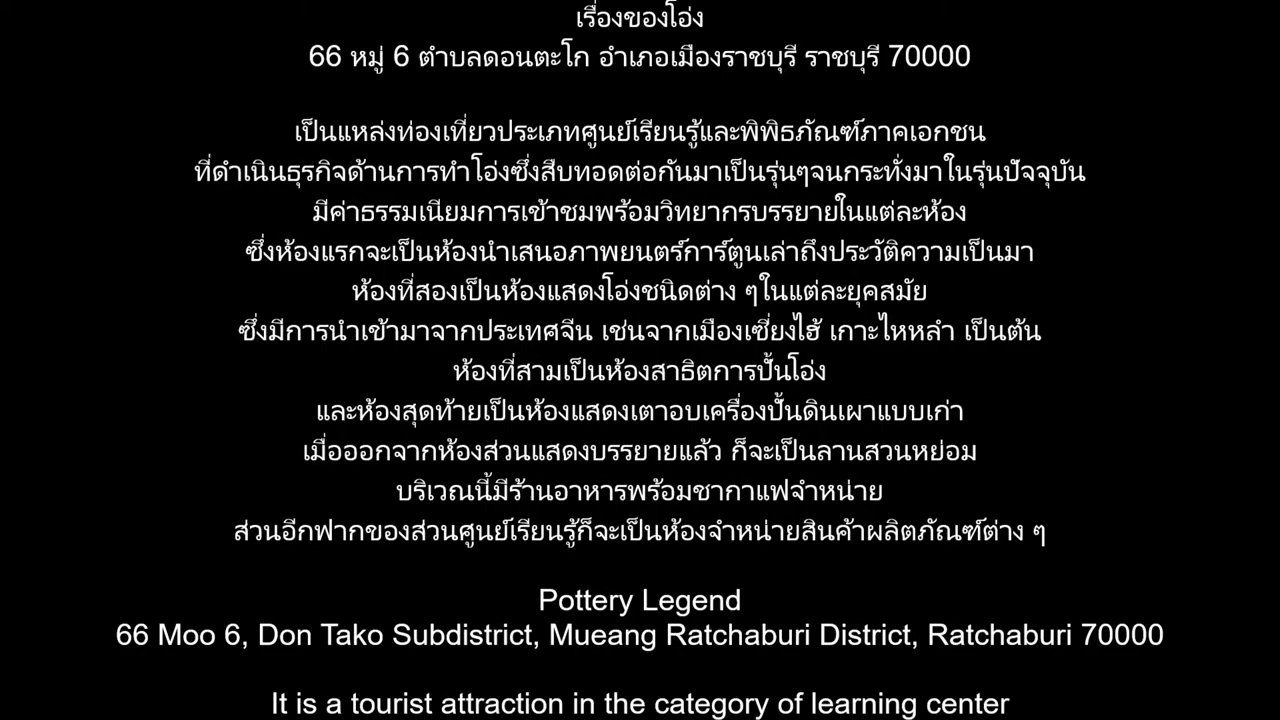 เรื่องของโอ่ง
66 หมู่ 6 ตำบลดอนตะโก อำเภอเมืองราชบุรี ราชบุรี 70000
เป็นแหล่งท่องเที่ยวประเภทศูนย์เรียนรู้และพิพิธภัณฑ์ภาคเอกชน
ที่ดำเนินธุรกิจด้านการทำโอ่งซึ่งสืบทอดต่อกันมาเป็นรุ่นๆจนกระทั่งมาในรุ่นปัจจุบัน
มีค่าธรรมเนียมการเข้าชมพร้อมวิทยากรบรรยายในแต่ละห้อง
ซึ่งห้องแรกจะเป็นห้องนำเสนอภาพยนตร์การ์ตูนเล่าถึงประวัติความเป็นมา
ห้องที่สองเป็นห้องแสดงโอ่งชนิดต่าง ๆในแต่ละยุคสมัย
ซึ่งมีการนำเข้ามาจากประเทศจีน เช่นจากเมืองเซี่ยงไฮ้ เกาะไหหลำ เป็นต้น
ห้องที่สามเป็นห้องสาธิตการปั้นโอ่ง
และห้องสุดท้ายเป็นห้องแสดงเตาอบเครื่องปั้นดินเผาแบบเก่า
เมื่อออกจากห้องส่วนแสดงบรรยายแล้ว ก็จะเป็นลานสวนหย่อม
บริเวณนี้มีร้านอาหารพร้อมชากาแฟจำหน่าย
ส่วนอีกฟากของส่วนศูนย์เรียนรู้ก็จะเป็นห้องจำหน่ายสินค้าผลิตภัณฑ์ต่าง ๆ
Pottery Legend
66 Moo 6, Don Tako Subdistrict, Mueang Ratchaburi District, Ratchaburi 70000
It is a tourist attraction in the category of learning center